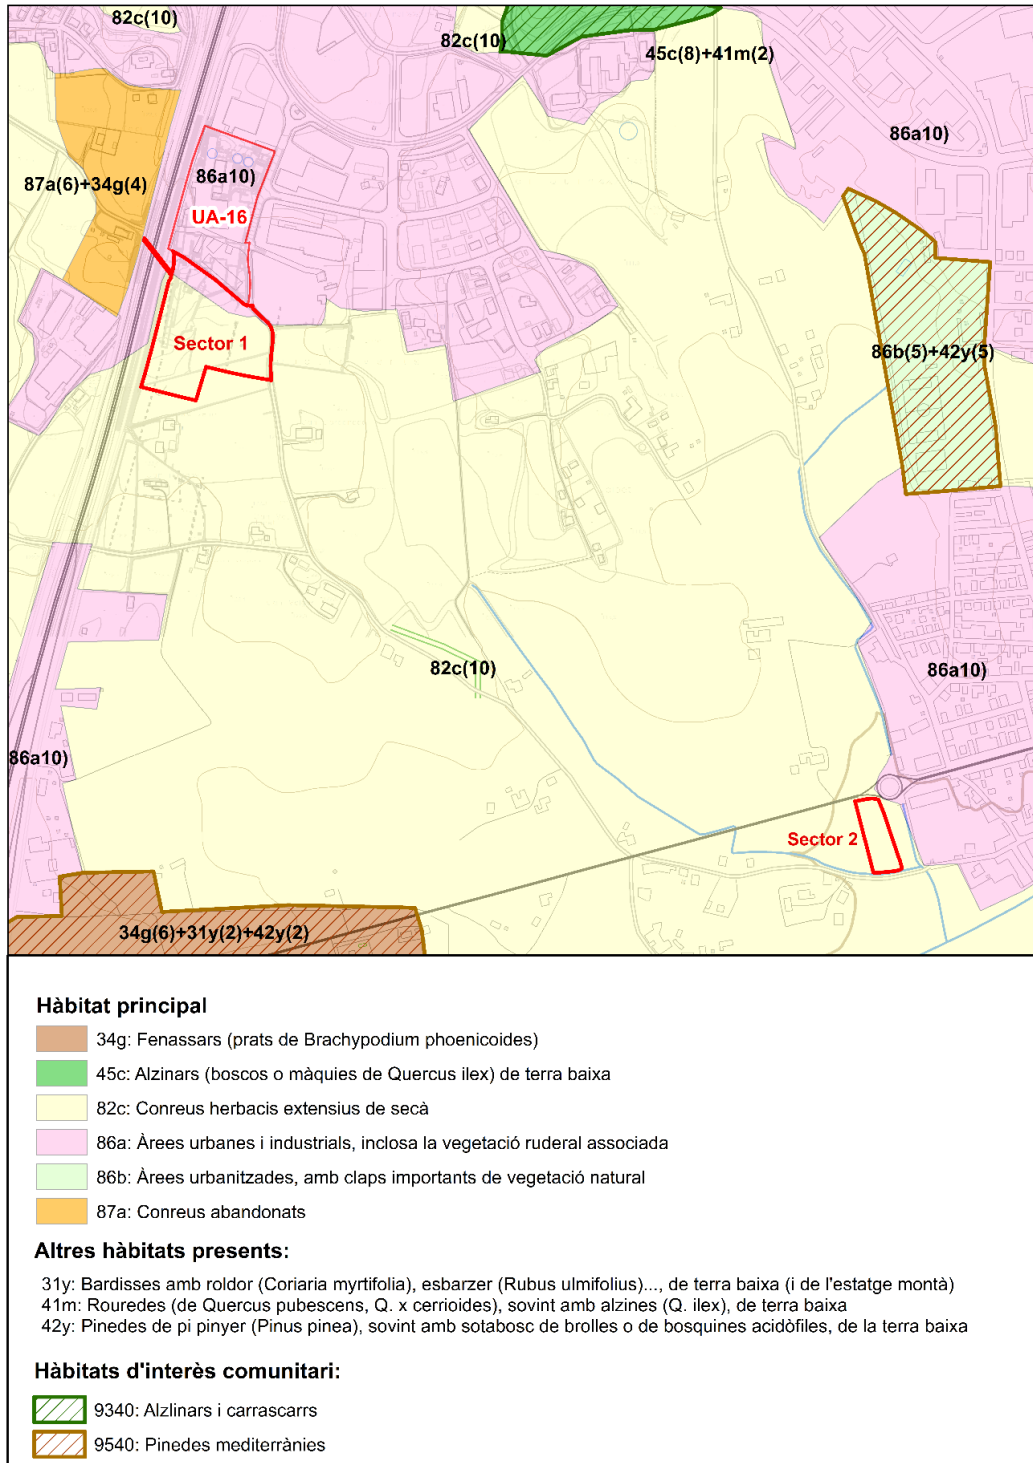 82c(10)
82c(10)
45c(8)+41m(2)
86a10)
87a(6)+34g(4)
86a10)
UA-16
Sector 1
86b(5)+42y(5)
82c(10)
86a10)
86a10)
Sector 2
34g(6)+31y(2)+42y(2)
Hàbitat principal
34g: Fenassars (prats de Brachypodium phoenicoides)
45c: Alzinars (boscos o màquies de Quercus ilex) de terra baixa
82c: Conreus herbacis extensius de secà
86a: Àrees urbanes i industrials, inclosa la vegetació ruderal associada
86b: Àrees urbanitzades, amb claps importants de vegetació natural
87a: Conreus abandonats
Altres hàbitats presents:
31y: Bardisses amb roldor (Coriaria myrtifolia), esbarzer (Rubus ulmifolius)..., de terra baixa (i de l'estatge montà)
41m: Rouredes (de Quercus pubescens, Q. x cerrioides), sovint amb alzines (Q. ilex), de terra baixa
42y: Pinedes de pi pinyer (Pinus pinea), sovint amb sotabosc de brolles o de bosquines acidòfiles, de la terra baixa
Hàbitats d'interès comunitari:
9340: Alzlinars i carrascarrs
9540: Pinedes mediterrànies